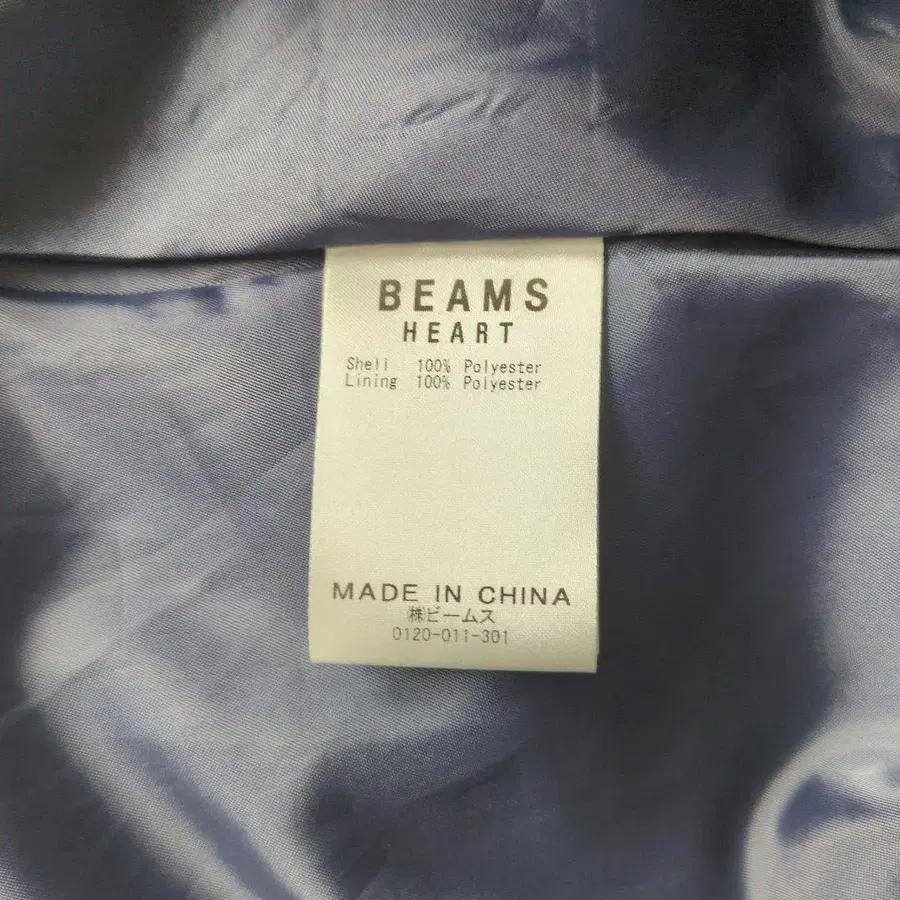 BEAMS
HEART
Shell 100% Polyester
Lining 100% Polyester
MADE IN CHINA
㈱ビームス
0120-011-301